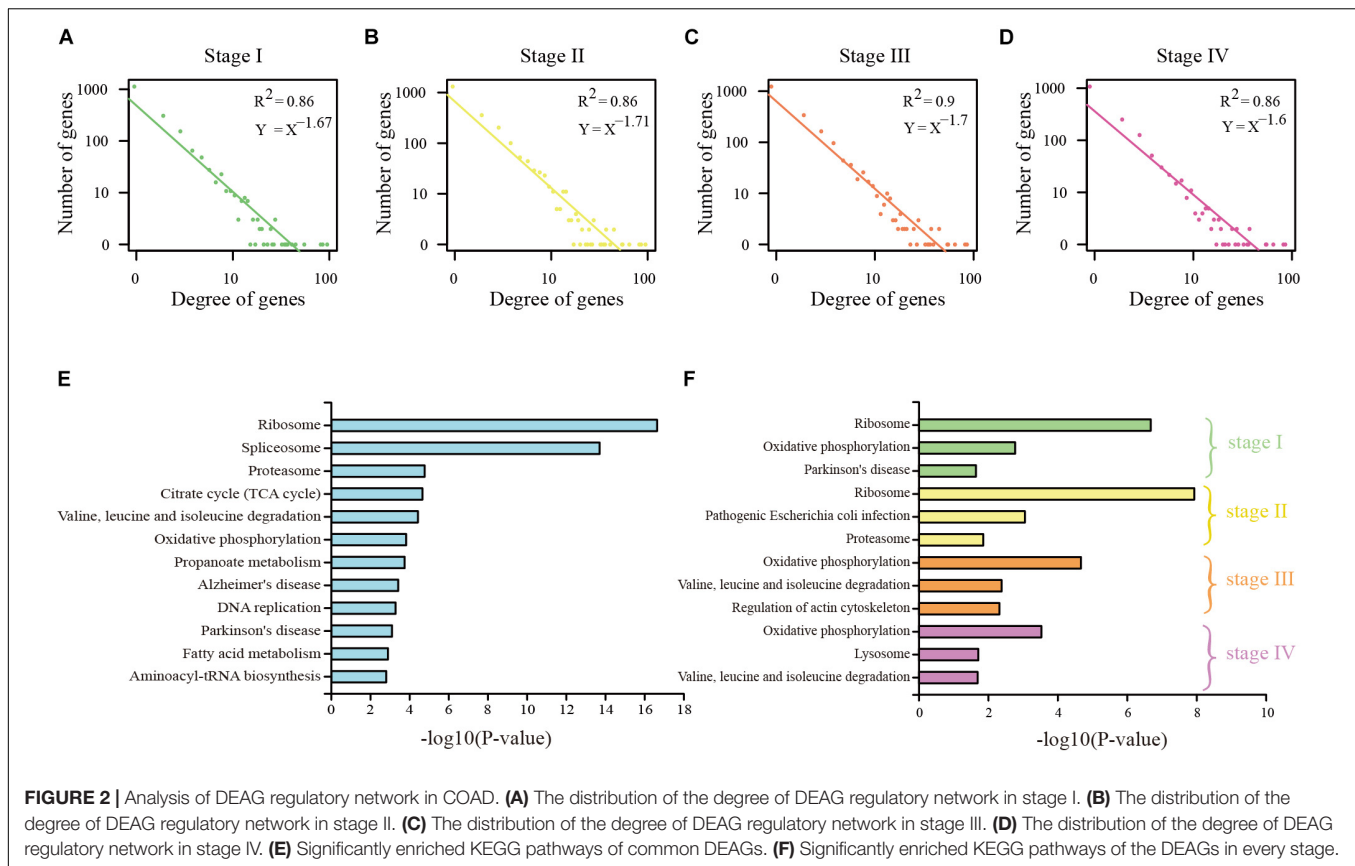 A
Stage I
R² = 0.86
Y = X^-1.67
Number of genes
1000
100
10
0
0 10 100
Degree of genes
B
Stage II
R² = 0.86
Y = X^-1.71
Number of genes
1000
100
10
0
0 10 100
Degree of genes
C
Stage III
R² = 0.9
Y = X^-1.7
Number of genes
1000
100
10
0
0 10 100
Degree of genes
D
Stage IV
R² = 0.86
Y = X^-1.6
Number of genes
1000
100
10
0
0 10 100
Degree of genes
E
Ribosome
Spliceosome
Proteasome
Citrate cycle (TCA cycle)
Valine, leucine and isoleucine degradation
Oxidative phosphorylation
Propanoate metabolism
Alzheimer's disease
DNA replication
Parkinson's disease
Fatty acid metabolism
Aminoacyl-tRNA biosynthesis
0 2 4 6 8 10 12 14 16 18
-log10(P-value)
F
Ribosome
Oxidative phosphorylation
Parkinson's disease
stage I
Ribosome
Pathogenic Escherichia coli infection
Proteasome
stage II
Oxidative phosphorylation
Valine, leucine and isoleucine degradation
Regulation of actin cytoskeleton
stage III
Oxidative phosphorylation
Lysosome
Valine, leucine and isoleucine degradation
stage IV
0 2 4 6 8 10
-log10(P-value)
FIGURE 2 | Analysis of DEAG regulatory network in COAD. (A) The distribution of the degree of DEAG regulatory network in stage I. (B) The distribution of the
degree of DEAG regulatory network in stage II. (C) The distribution of the degree of DEAG regulatory network in stage III. (D) The distribution of the degree of DEAG
regulatory network in stage IV. (E) Significantly enriched KEGG pathways of common DEAGs. (F) Significantly enriched KEGG pathways of the DEAGs in every stage.